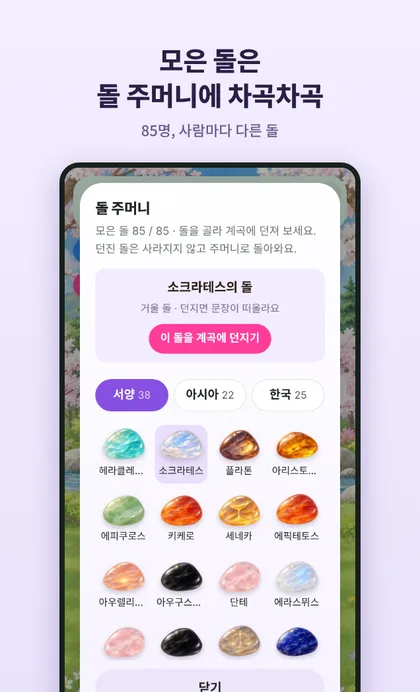 모은 돌은
돌 주머니에 차곡차곡
85명, 사람마다 다른 돌
돌 주머니
모은 돌 85 / 85 · 돌을 골라 계곡에 던져 보세요.
던진 돌은 사라지지 않고 주머니로 돌아와요.
소크라테스의 돌
거울 돌 · 던지면 문장이 떠올라요
이 돌을 계곡에 던지기
서양 38 아시아 22 한국 25
헤라클레... 소크라테스 플라톤 아리스토...
에피쿠로스 키케로 세네카 에픽테토스
아우렐리... 아우구스... 단테 에라스뮈스
닫기